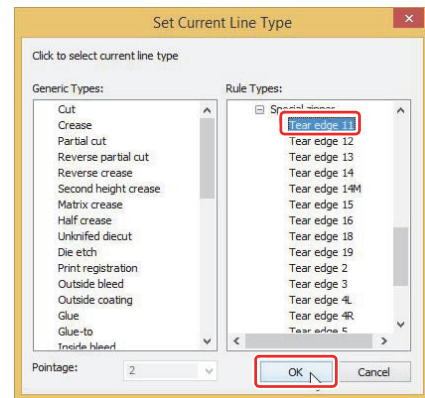 Set Current Line Type
×
Click to select current line type
Generic Types:
Cut
Crease
Partial cut
Reverse partial cut
Reverse crease
Second height crease
Matrix crease
Half crease
Unknifed diecut
Die etch
Print registration
Outside bleed
Outside coating
Glue
Glue-to
Inside bleed
Rule Types:
Special zipper
Tear edge 11
Tear edge 12
Tear edge 13
Tear edge 14
Tear edge 14M
Tear edge 15
Tear edge 16
Tear edge 18
Tear edge 19
Tear edge 2
Tear edge 3
Tear edge 4L
Tear edge 4R
Tear edge 5
Pointage:
2
OK
Cancel